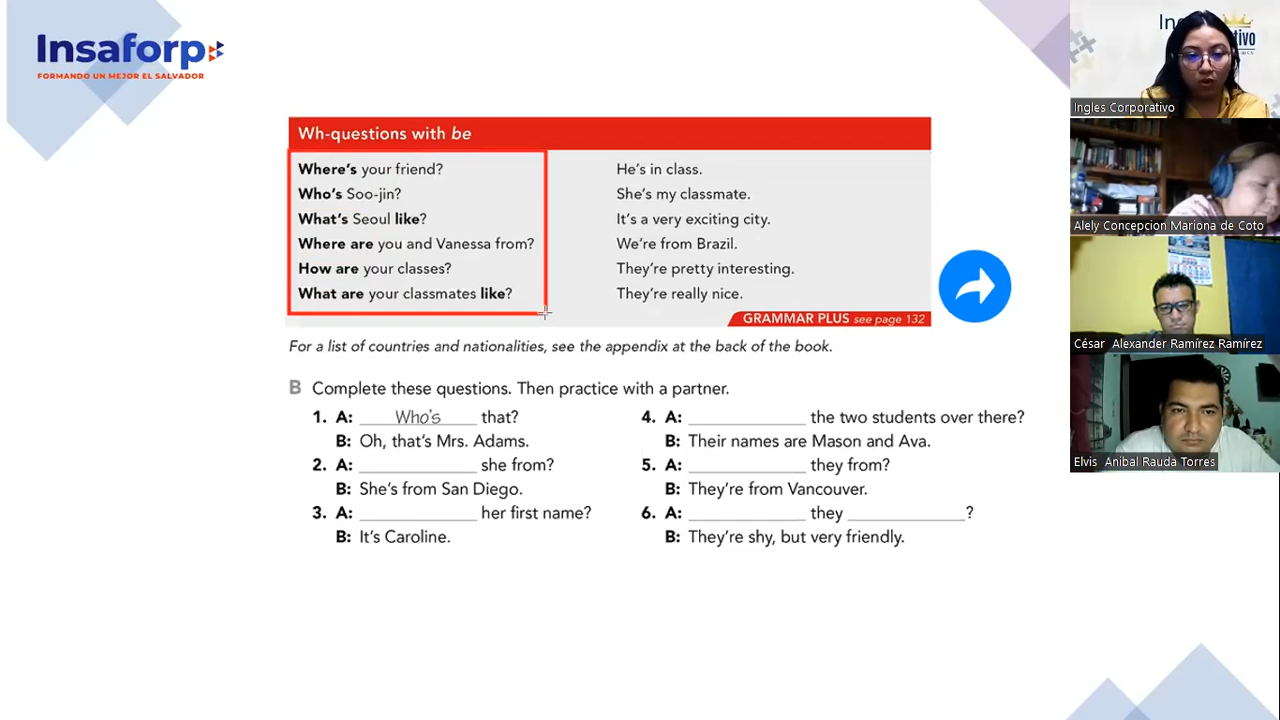 Insaforp
FORMANDO UN MEJOR EL SALVADOR
Wh-questions with be
Where's your friend? He's in class.
Who's Soo-jin? She's my classmate.
What's Seoul like? It's a very exciting city.
Where are you and Vanessa from? We're from Brazil.
How are your classes? They're pretty interesting.
What are your classmates like? They're really nice.
GRAMMAR PLUS see page 132
For a list of countries and nationalities, see the appendix at the back of the book.
B Complete these questions. Then practice with a partner.
1. A: Who's that?
B: Oh, that's Mrs. Adams.
2. A: ____________ she from?
B: She's from San Diego.
3. A: ____________ her first name?
B: It's Caroline.
4. A: ____________ the two students over there?
B: Their names are Mason and Ava.
5. A: ____________ they from?
B: They're from Vancouver.
6. A: ____________ they ____________?
B: They're shy, but very friendly.
Ingles Corporativo
Alely Concepcion Mariona de Coto
César Alexander Ramírez Ramírez
Elvis Anibal Rauda Torres